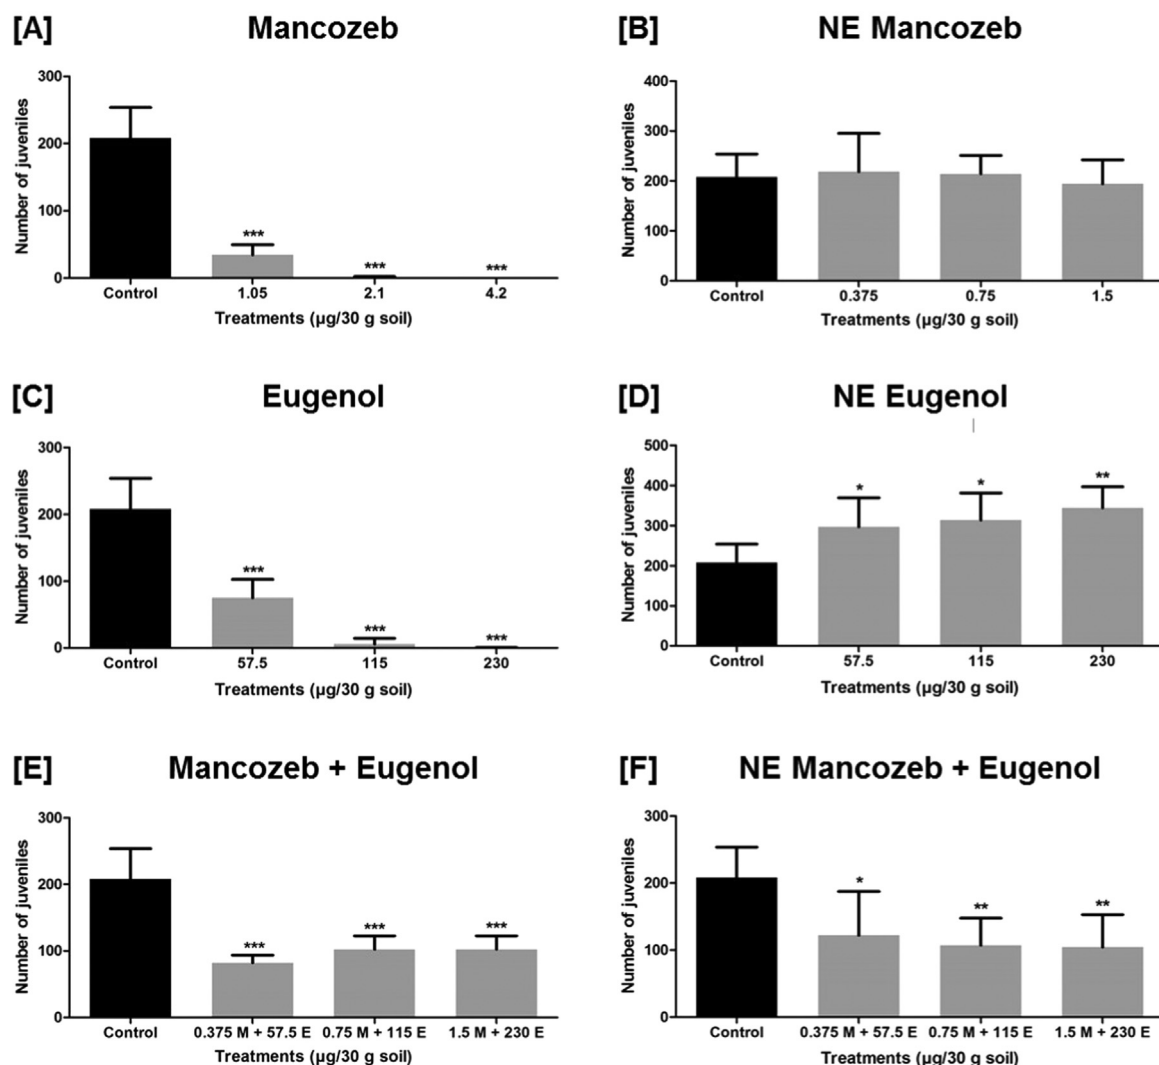 [A] Mancozeb
Number of juveniles
300
200
100
0
***
***
***
Control 1.05 2.1 4.2
Treatments (µg/30 g soil)
[B] NE Mancozeb
Number of juveniles
400
300
200
100
0
Control 0.375 0.75 1.5
Treatments (µg/30 g soil)
[C] Eugenol
Number of juveniles
300
200
100
0
***
***
***
Control 57.5 115 230
Treatments (µg/30 g soil)
[D] NE Eugenol
Number of juveniles
500
400
300
200
100
0
*
*
**
Control 57.5 115 230
Treatments (µg/30 g soil)
[E] Mancozeb + Eugenol
Number of juveniles
300
200
100
0
***
***
***
Control 0.375 M + 57.5 E 0.75 M + 115 E 1.5 M + 230 E
Treatments (µg/30 g soil)
[F] NE Mancozeb + Eugenol
Number of juveniles
300
200
100
0
*
**
**
Control 0.375 M + 57.5 E 0.75 M + 115 E 1.5 M + 230 E
Treatments (µg/30 g soil)